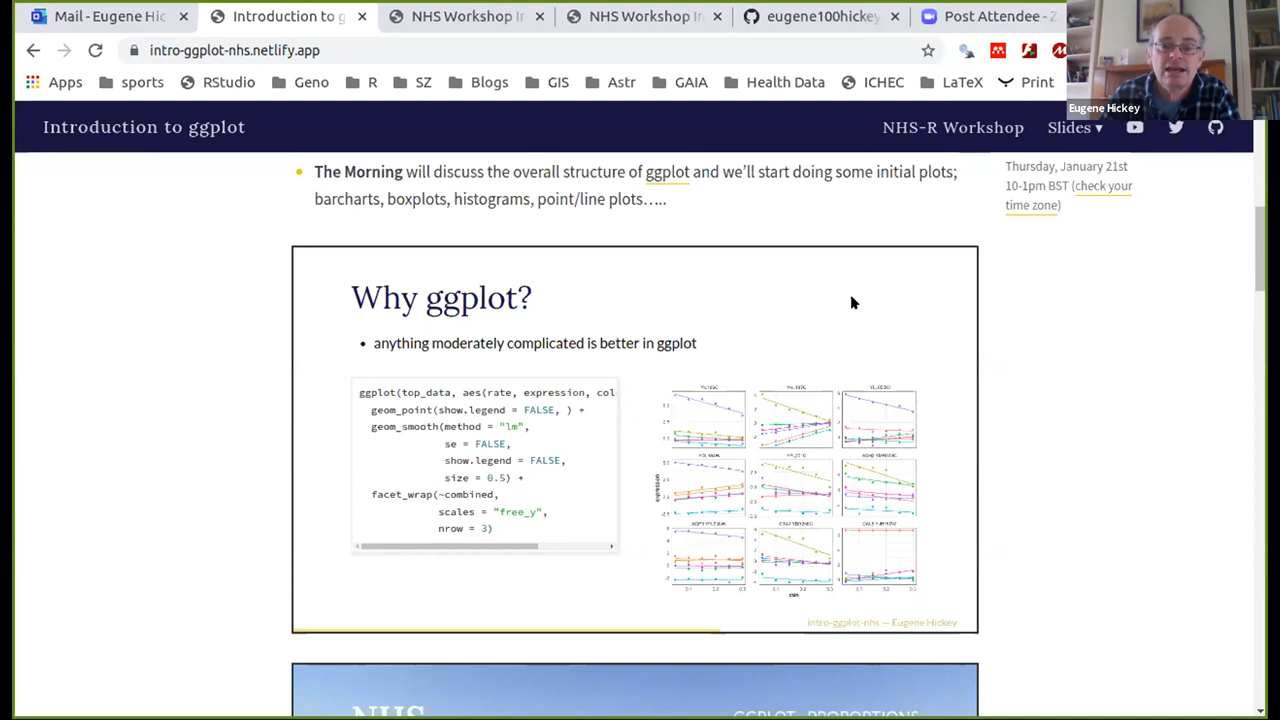 Mail - Eugene Hic
Introduction to g
NHS Workshop I
NHS Workshop I
eugene100hickey
Post Attendee - Z
intro-ggplot-nhs.netlify.app
Apps
sports
RStudio
Geno
R
SZ
Blogs
GIS
Astr
GAIA
Health Data
ICHEC
LaTeX
Print
Eugene Hickey
Introduction to ggplot
NHS-R Workshop
Slides
The Morning will discuss the overall structure of ggplot and we'll start doing some initial plots;
barcharts, boxplots, histograms, point/line plots…..
Thursday, January 21st
10-1pm BST (check your
time zone)
Why ggplot?
• anything moderately complicated is better in ggplot
ggplot(top_data, aes(rate, expression, col
geom_point(show.legend = FALSE, ) +
geom_smooth(method = "lm",
se = FALSE,
show.legend = FALSE,
size = 0.5) +
facet_wrap(~combined,
scales = "free_y",
nrow = 3)
expression
intro-ggplot-nhs — Eugene Hickey
NHS
GGPLOT PROPORTIONS